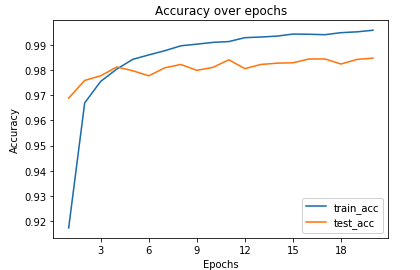 Accuracy over epochs
Accuracy
0.99
0.98
0.97
0.96
0.95
0.94
0.93
0.92
3 6 9 12 15 18
Epochs
train_acc
test_acc